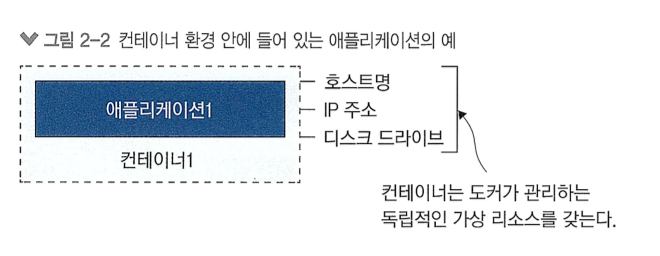 그림 2-2 컨테이너 환경 안에 들어 있는 애플리케이션의 예
애플리케이션1
컨테이너1
호스트명
IP 주소
디스크 드라이브
컨테이너는 도커가 관리하는
독립적인 가상 리소스를 갖는다.